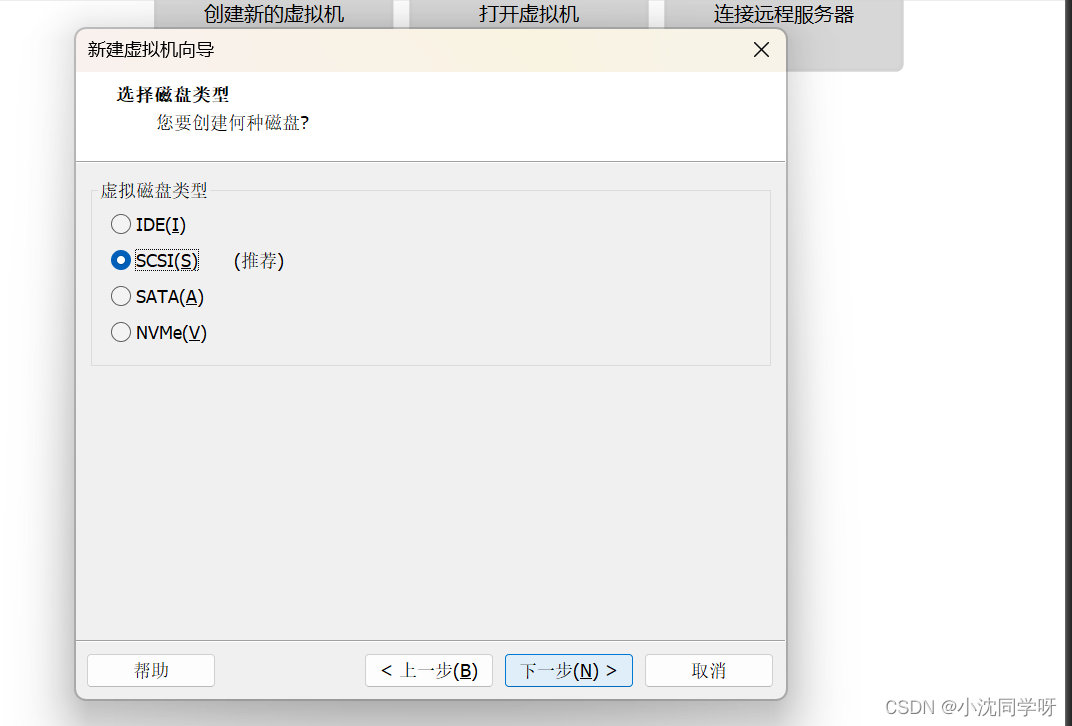 创建新的虚拟机 打开虚拟机 连接远程服务器
新建虚拟机向导
选择磁盘类型
您要创建何种磁盘?
虚拟磁盘类型
IDE(I)
SCSI(S) (推荐)
SATA(A)
NVMe(V)
帮助 < 上一步(B) 下一步(N) > 取消
CSDN @小沈同学呀